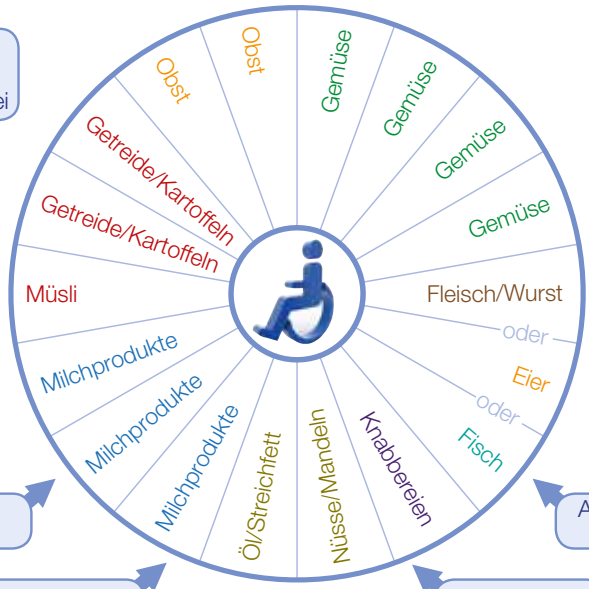 Gemüse
Gemüse
Gemüse
Gemüse
Fleisch/Wurst
oder
Eier
oder
Fisch
Knabbereien
Nüsse/Mandeln
Öl/Streichfett
Milchprodukte
Milchprodukte
Milchprodukte
Müsli
Getreide/Kartoffeln
Getreide/Kartoffeln
Obst
Obst
ei
A